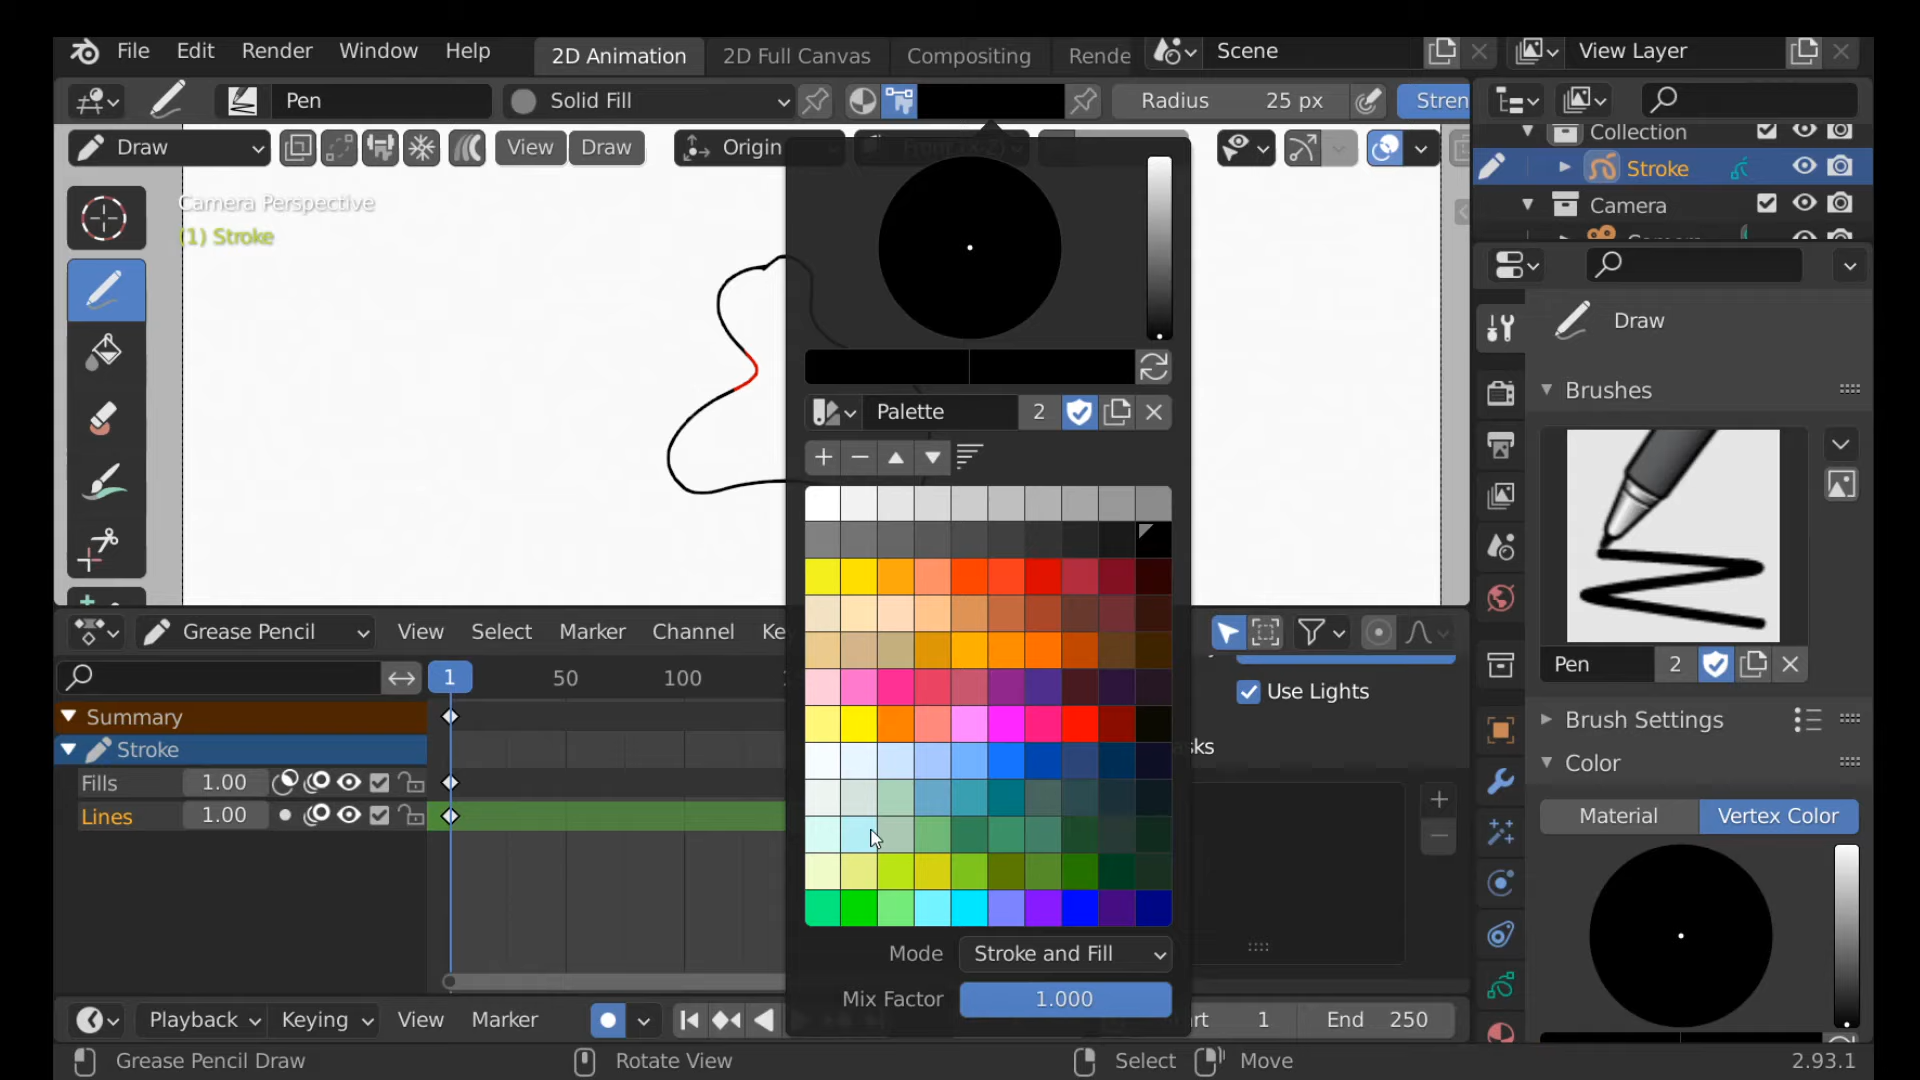 File Edit Render Window Help 2D Animation 2D Full Canvas Compositing Rende Scene View Layer
Pen Solid Fill Radius 25 px Stren
Draw View Draw Origin Front (X-Z)
Camera Perspective
(1) Stroke
Collection
Stroke
Camera
Camera
Draw
Brushes
Pen 2
Brush Settings
Color
Material Vertex Color
Palette 2
Mode Stroke and Fill
Mix Factor 1.000
Grease Pencil View Select Marker Channel Ke
1 50 100
Summary
Stroke
Fills 1.00
Lines 1.00
Use Lights
sks
Playback Keying View Marker art 1 End 250
Grease Pencil Draw Rotate View Select Move 2.93.1